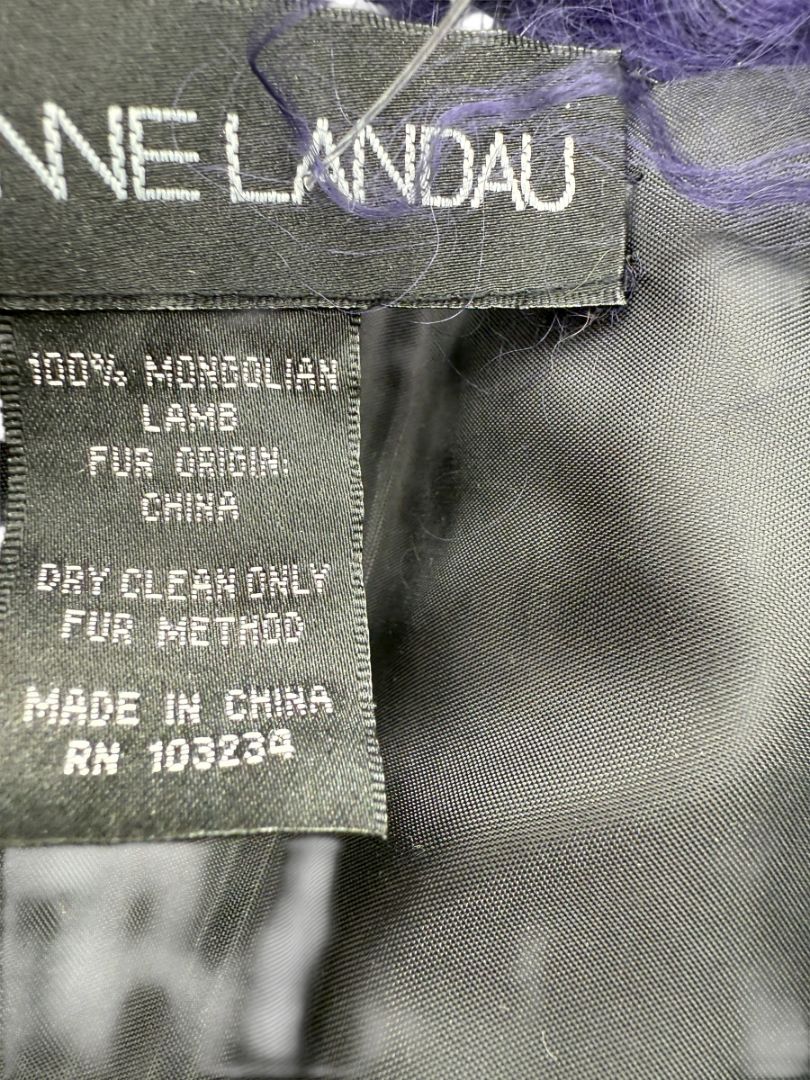 NNE LANDAU
100% MONGOLIAN
LAMB
FUR ORIGIN:
CHINA
DRY CLEAN ONLY
FUR METHOD
MADE IN CHINA
RN 103234